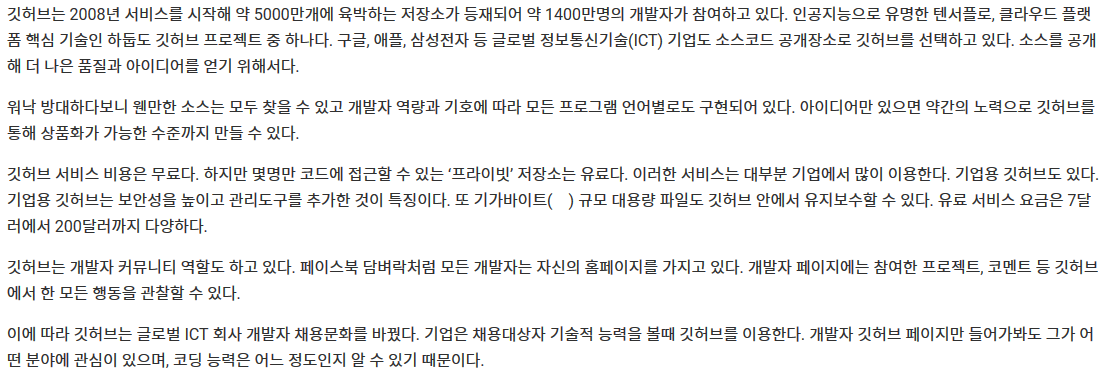 깃허브는 2008년 서비스를 시작해 약 5000만개에 육박하는 저장소가 등재되어 약 1400만명의 개발자가 참여하고 있다. 인공지능으로 유명한 텐서플로, 클라우드 플랫
폼 핵심 기술인 하둡도 깃허브 프로젝트 중 하나다. 구글, 애플, 삼성전자 등 글로벌 정보통신기술(ICT) 기업도 소스코드 공개장소로 깃허브를 선택하고 있다. 소스를 공개
해 더 나은 품질과 아이디어를 얻기 위해서다.
워낙 방대하다보니 웬만한 소스는 모두 찾을 수 있고 개발자 역량과 기호에 따라 모든 프로그램 언어별로도 구현되어 있다. 아이디어만 있으면 약간의 노력으로 깃허브를
통해 상품화가 가능한 수준까지 만들 수 있다.
깃허브 서비스 비용은 무료다. 하지만 몇명만 코드에 접근할 수 있는 ‘프라이빗’ 저장소는 유료다. 이러한 서비스는 대부분 기업에서 많이 이용한다. 기업용 깃허브도 있다.
기업용 깃허브는 보안성을 높이고 관리도구를 추가한 것이 특징이다. 또 기가바이트(  ) 규모 대용량 파일도 깃허브 안에서 유지보수할 수 있다. 유료 서비스 요금은 7달
러에서 200달러까지 다양하다.
깃허브는 개발자 커뮤니티 역할도 하고 있다. 페이스북 담벼락처럼 모든 개발자는 자신의 홈페이지를 가지고 있다. 개발자 페이지에는 참여한 프로젝트, 코멘트 등 깃허브
에서 한 모든 행동을 관찰할 수 있다.
이에 따라 깃허브는 글로벌 ICT 회사 개발자 채용문화를 바꿨다. 기업은 채용대상자 기술적 능력을 볼때 깃허브를 이용한다. 개발자 깃허브 페이지만 들어가봐도 그가 어
떤 분야에 관심이 있으며, 코딩 능력은 어느 정도인지 알 수 있기 때문이다.